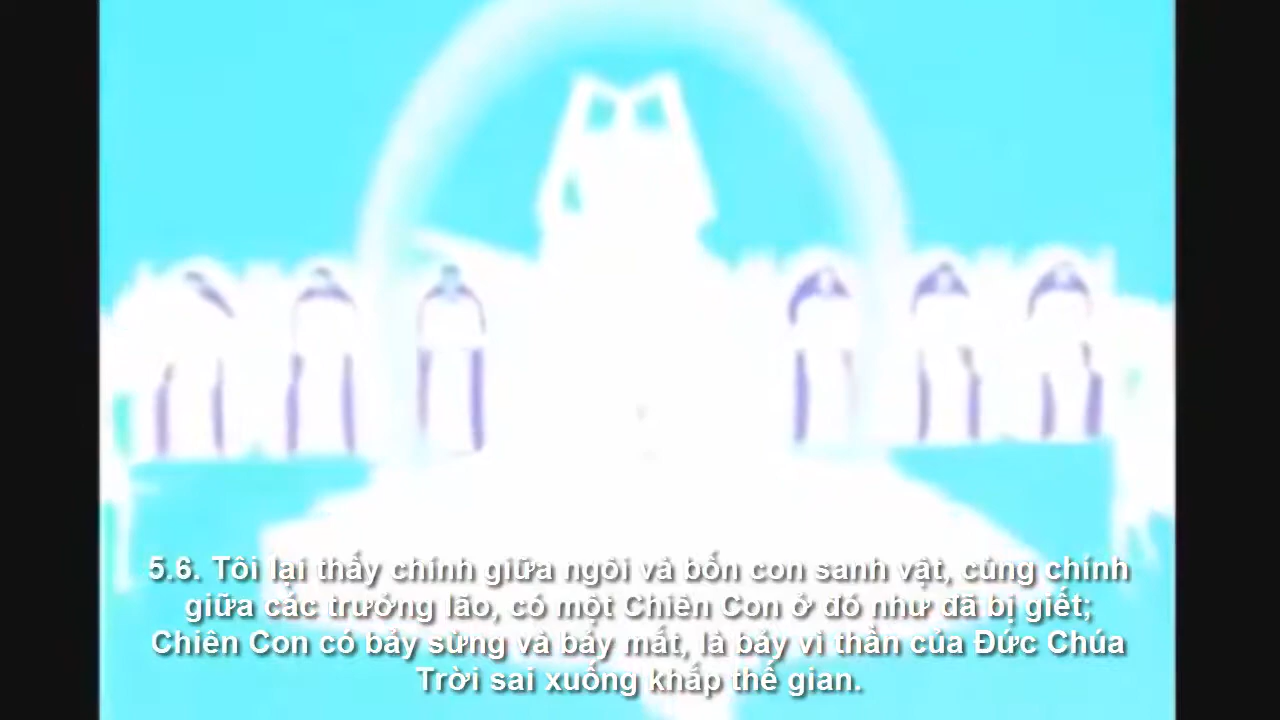 5.6. Tôi lại thấy chính giữa ngôi và bốn con sanh vật, cùng chính
giữa các trưởng lão, có một Chiên Con ở đó như đã bị giết;
Chiên Con có bảy sừng và bảy mắt, là bảy vì thần của Đức Chúa
Trời sai xuống khắp thế gian.